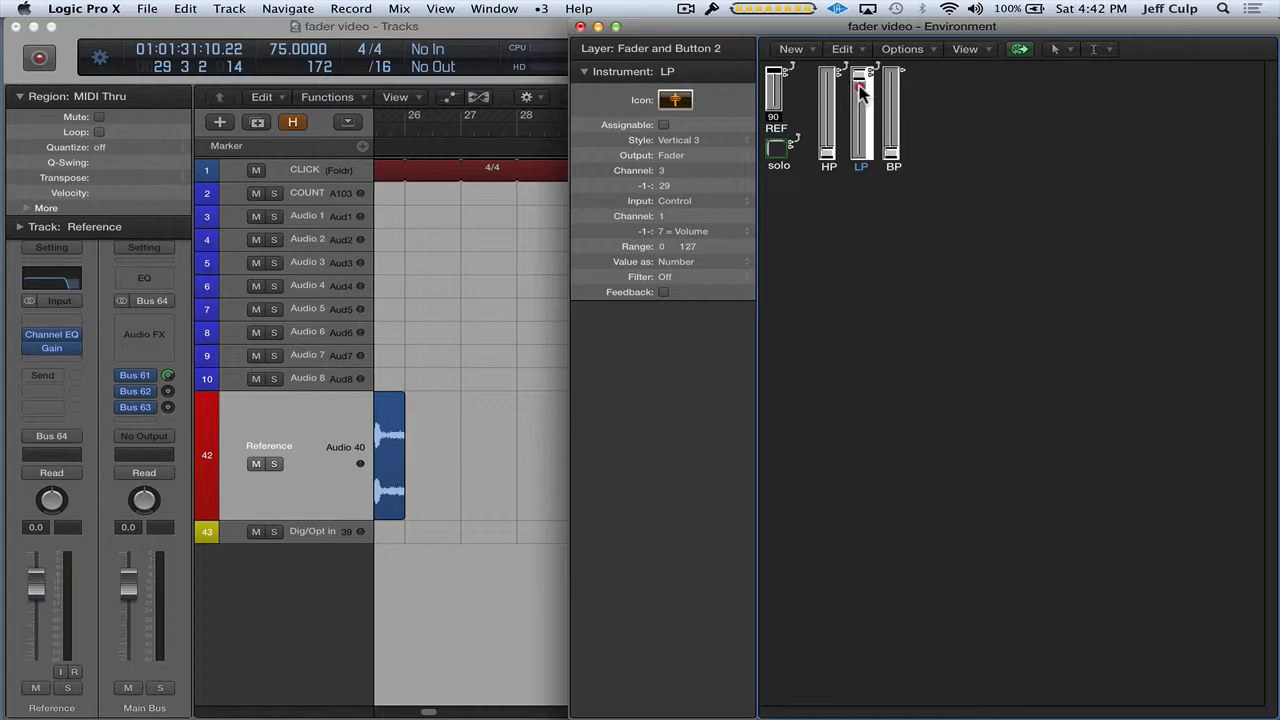 Logic Pro X File Edit Track Navigate Record Mix View Window 3 Help 100% Sat 4:42 PM Jeff Culp
fader video - Tracks
fader video - Environment
01:01:31:10.22 75.0000 4/4 No In CPU
29 3 2 14 172 /16 No Out HD
Layer: Fader and Button 2
New Edit Options View
Region: MIDI Thru
Edit Functions View
26 27 28
Instrument: LP
Mute:
Loop:
Quantize: off
Q-Swing:
Transpose:
Velocity:
More
Track: Reference
H
Marker
Icon:
Assignable:
Style: Vertical 3
Output: Fader
Channel: 3
-1-: 29
Input: Control
Channel: 1
-1-: 7 = Volume
Range: 0 127
Value as: Number
Filter: Off
Feedback:
90
REF
solo
HP
LP
BP
1 M CLICK (Foldr) 4/4
2 M S COUNT A103
3 M S Audio 1 Aud1
4 M S Audio 2 Aud2
5 M S Audio 3 Aud3
6 M S Audio 4 Aud4
7 M S Audio 5 Aud5
8 M S Audio 6 Aud6
9 M S Audio 7 Aud7
10 M S Audio 8 Aud8
42 Reference Audio 40
M S
43 M S Dig/Opt in 39
Setting Setting
EQ
Input Bus 64
Channel EQ Audio FX
Gain
Send Bus 61
Bus 62
Bus 63
Bus 64 No Output
Read Read
0.0 0.0
I R
M S M S
Reference Main Bus